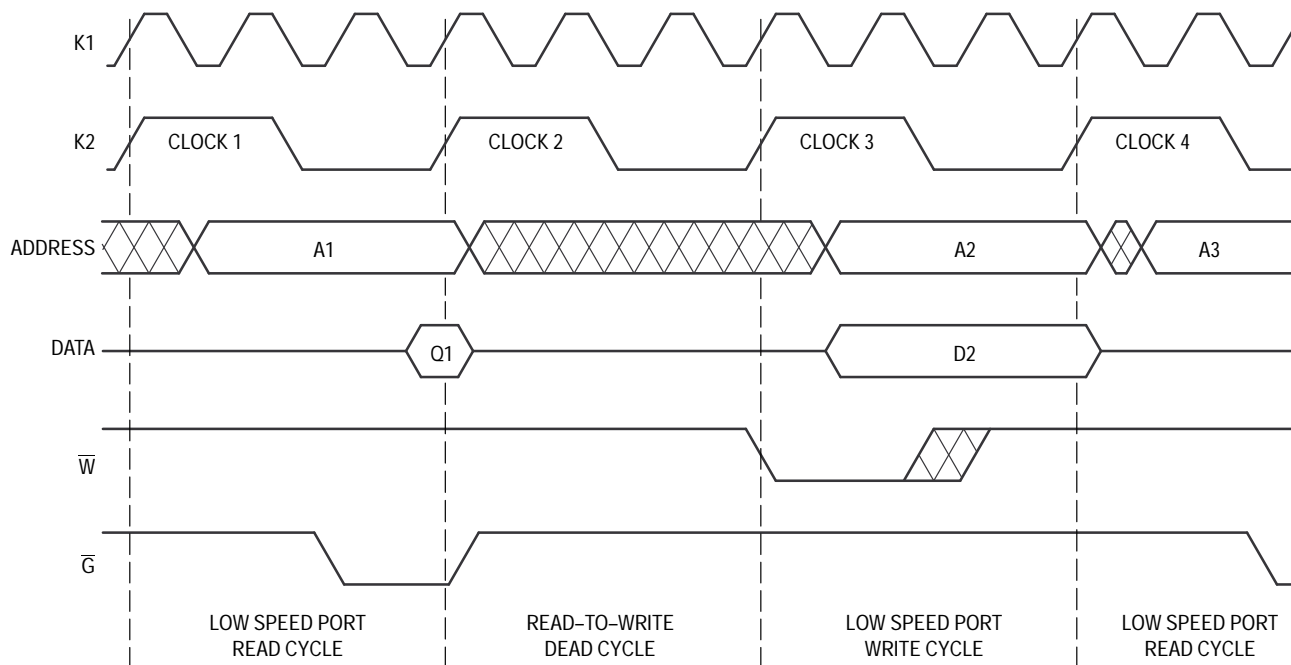 K1
K2
CLOCK 1
CLOCK 2
CLOCK 3
CLOCK 4
ADDRESS
A1
A2
A3
DATA
Q1
D2
W
G
LOW SPEED PORT
READ CYCLE
READ–TO–WRITE
DEAD CYCLE
LOW SPEED PORT
WRITE CYCLE
LOW SPEED PORT
READ CYCLE